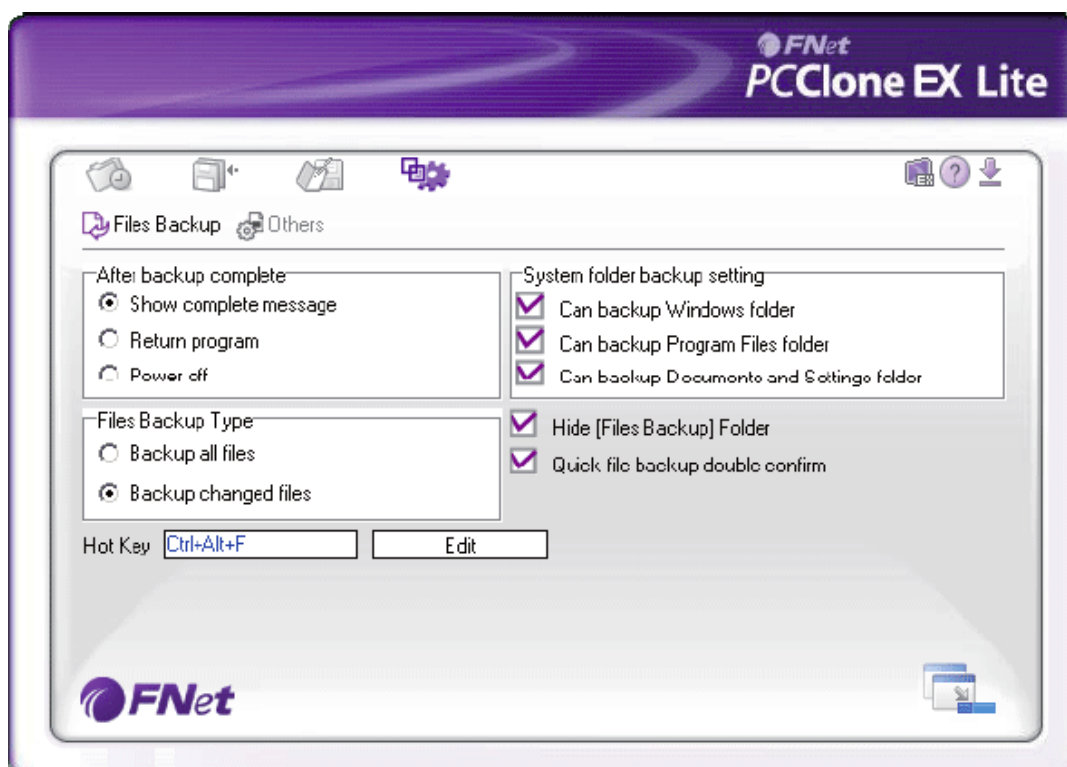 FNet
PCClone EX Lite
EX
?
Files Backup
Others
After backup complete
Show complete message
Return program
Power off
System folder backup setting
Can backup Windows folder
Can backup Program Files folder
Can backup Documents and Settings folder
Files Backup Type
Backup all files
Backup changed files
Hide [Files Backup] Folder
Quick file backup double confirm
Hot Key
Ctrl+Alt+F
Edit
FNet